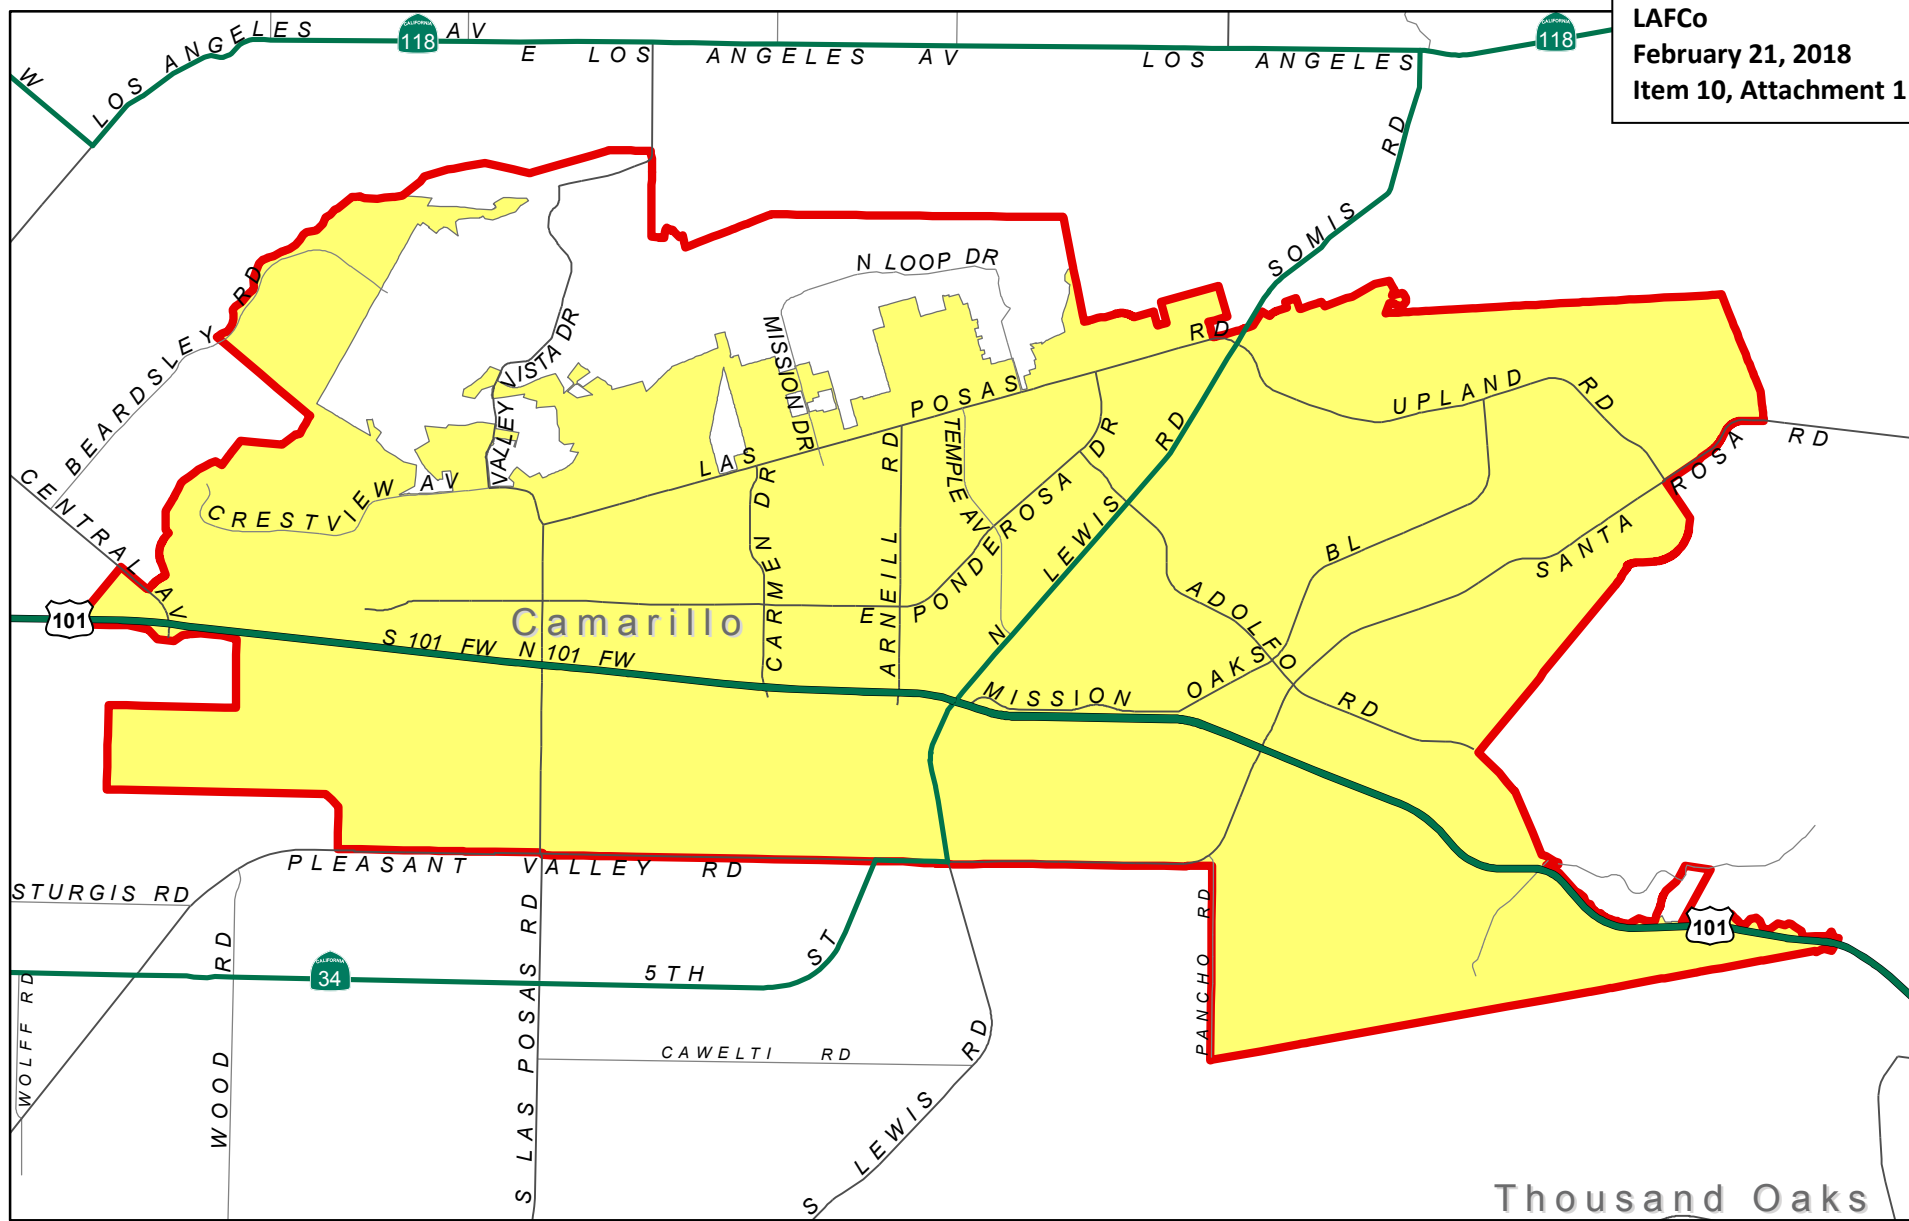 LAFCo
February 21, 2018
Item 10, Attachment 1
W LOS ANGELES AV
CALIFORNIA
118
E LOS ANGELES AV
LOS ANGELES
CALIFORNIA
118
SOMIS RD
N LOOP DR
MISSION DR
VALLEY VISTA DR
BEARDSLEY RD
CENTRAL AV
CRESTVIEW AV
LAS POSAS RD
UPLAND RD
SANTA ROSA RD
CARMEN DR
ARNEILL RD
TEMPLE AV
E PONDEROSA DR
N LEWIS RD
ADOLFO RD
MISSION OAKS BL
Camarillo
101
S 101 FW N 101 FW
PLEASANT VALLEY RD
STURGIS RD
WOLFF RD
WOOD RD
CALIFORNIA
34
5TH ST
S LAS POSAS RD
CAWELTI RD
S LEWIS RD
PANCHO RD
101
Thousand Oaks